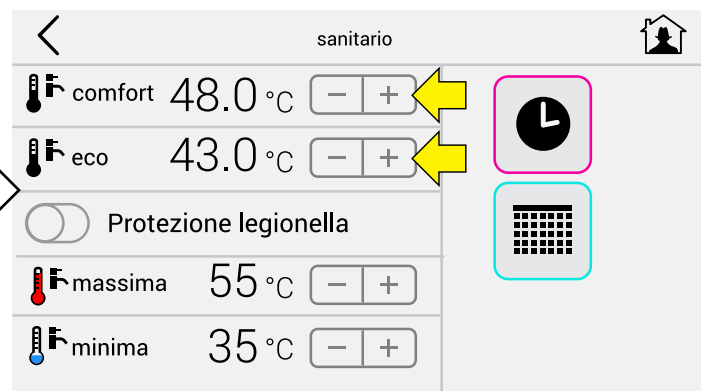 sanitario
comfort 48.0 °C − +
eco 43.0 °C − +
Protezione legionella
massima 55 °C − +
minima 35 °C − +